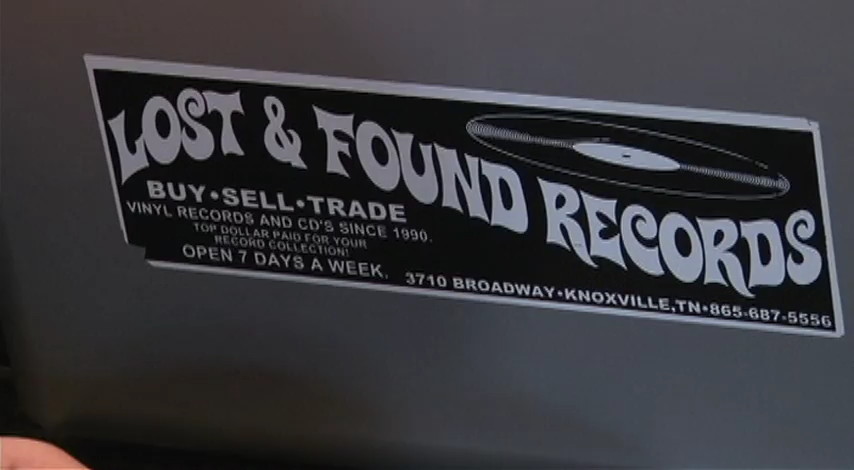 LOST & FOUND RECORDS
BUY•SELL•TRADE
VINYL RECORDS AND CD'S SINCE 1990.
TOP DOLLAR PAID FOR YOUR
RECORD COLLECTION!
OPEN 7 DAYS A WEEK.
3710 BROADWAY•KNOXVILLE,TN•865-687-5556